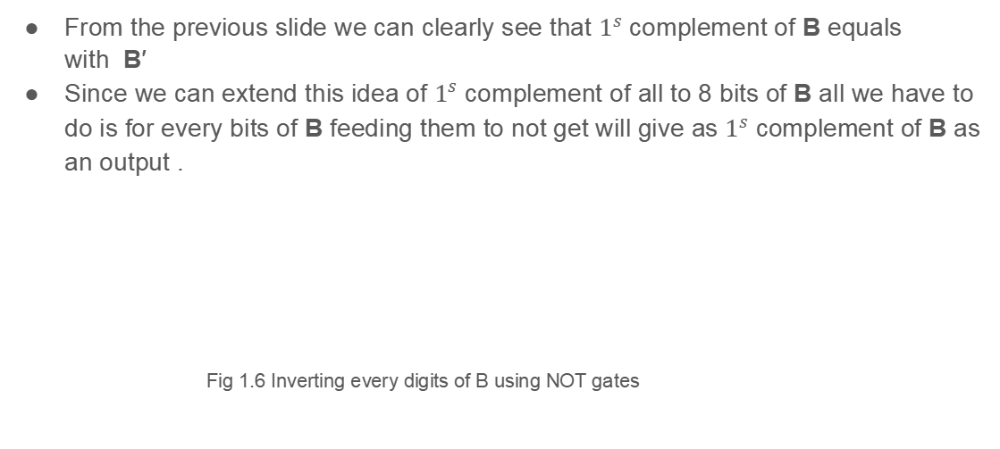 ● From the previous slide we can clearly see that 1ˢ complement of B equals
with B′
● Since we can extend this idea of 1ˢ complement of all to 8 bits of B all we have to
do is for every bits of B feeding them to not get will give as 1ˢ complement of B as
an output .
Fig 1.6 Inverting every digits of B using NOT gates